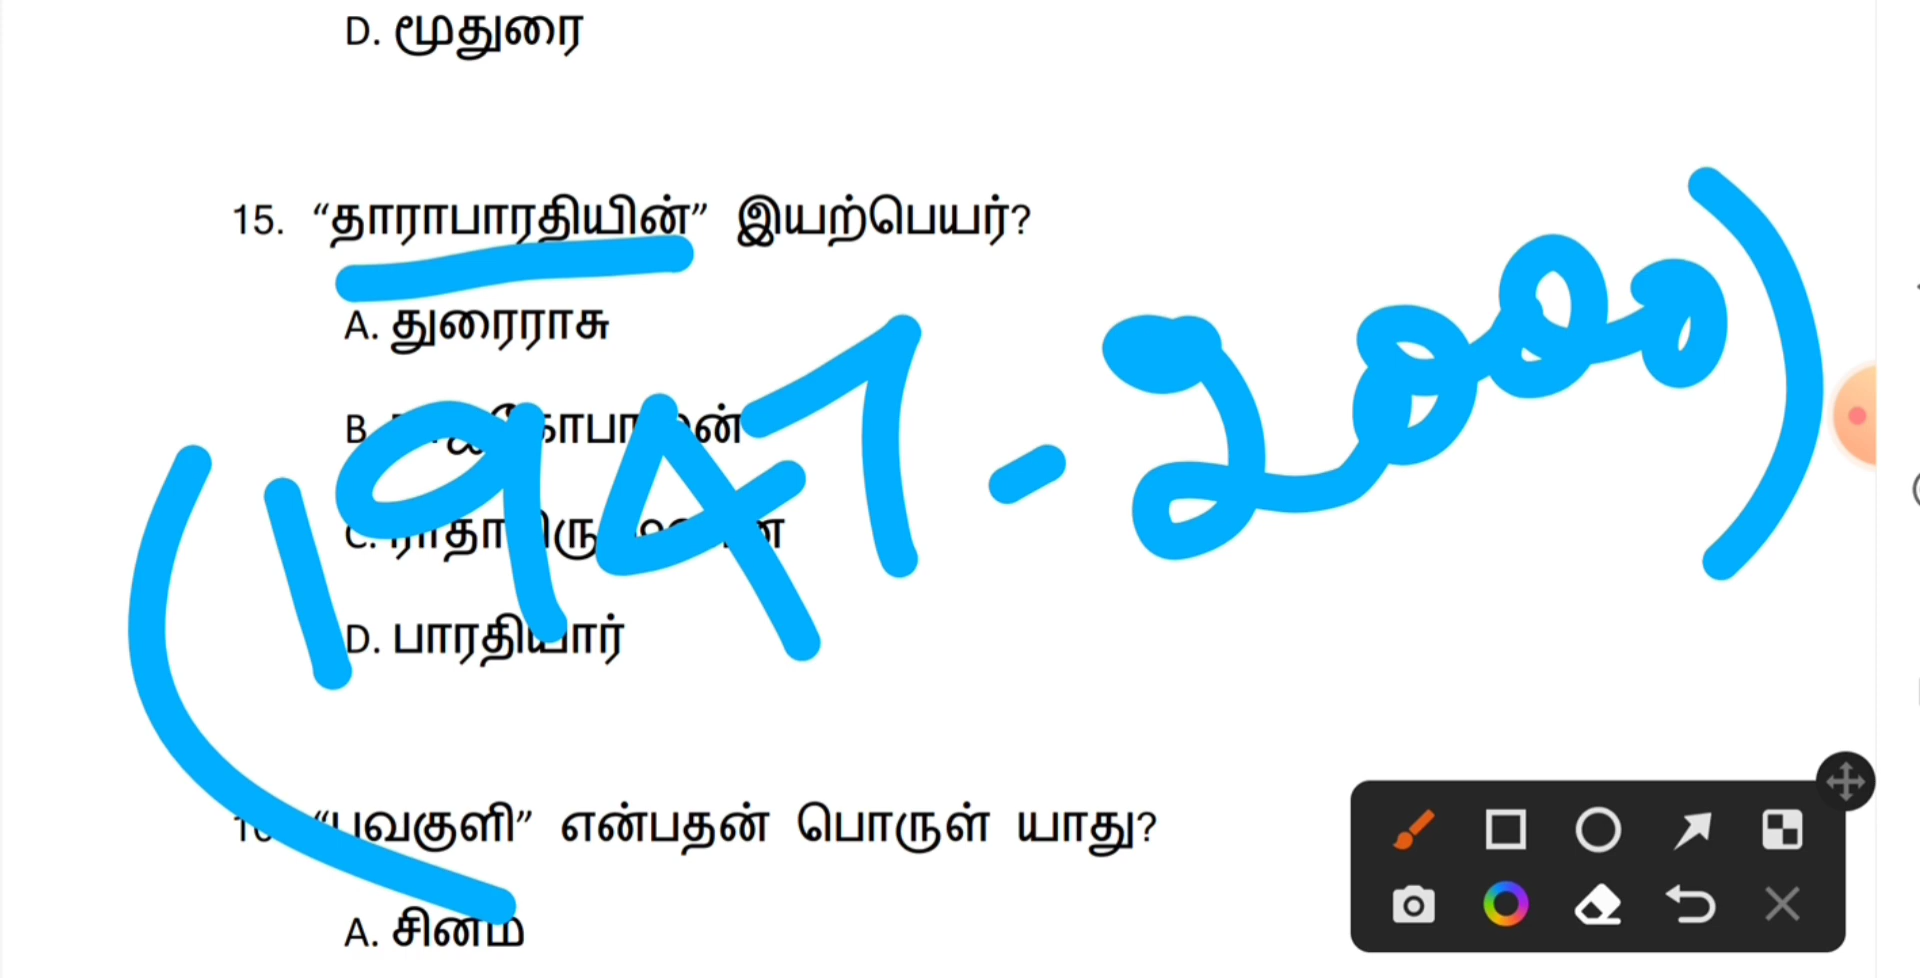 D. மூதுரை
15. “தாராபாரதியின்” இயற்பெயர்?
A. துரைராசு
B.
C.
D. பாரதியார்
(1947-2000)
“பவகுளி” என்பதன் பொருள் யாது?
A. சினம்